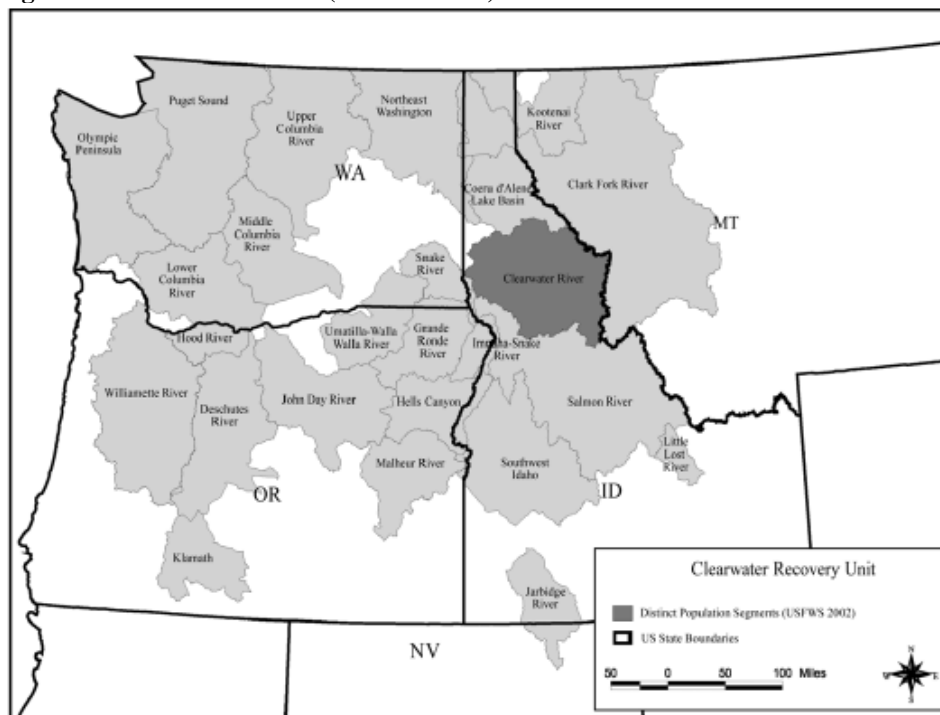 Puget Sound
Northeast
Washington
Upper
Columbia
River
Kootenai
River
Olympic
Peninsula
WA
Coeru d'Alene
Lake Basin
Clark Fork River
MT
Middle
Columbia
River
Snake
River
Clearwater River
Lower
Columbia
River
Hood River
Umatilla-Walla
Walla River
Grande
Ronde
River
Imnaha-Snake
River
Williamette River
Deschutes
River
John Day River
Hells Canyon
Salmon River
Malheur River
Southwest
Idaho
Little
Lost
River
OR
ID
Klamath
Jarbidge
River
NV
Clearwater Recovery Unit
Distinct Population Segments (USFWS 2002)
US State Boundaries
50 0 50 100 Miles
N
W E
S